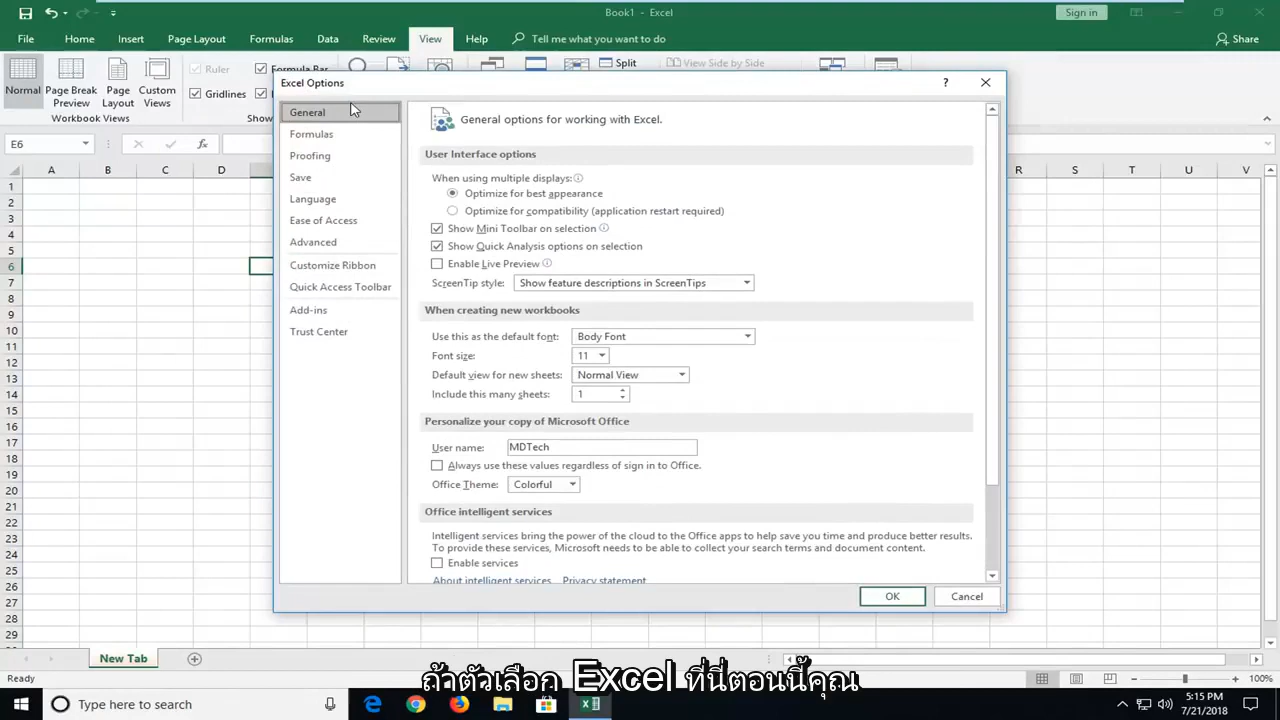 Book1 - Excel
Sign in
File Home Insert Page Layout Formulas Data Review View Help Tell me what you want to do Share
Ruler Formula Bar Split View Side by Side
Normal Page Break Preview Page Layout Custom Views Gridlines
Workbook Views
E6
Excel Options
General
Formulas
Proofing
Save
Language
Ease of Access
Advanced
Customize Ribbon
Quick Access Toolbar
Add-ins
Trust Center
General options for working with Excel.
User Interface options
When using multiple displays:
Optimize for best appearance
Optimize for compatibility (application restart required)
Show Mini Toolbar on selection
Show Quick Analysis options on selection
Enable Live Preview
ScreenTip style: Show feature descriptions in ScreenTips
When creating new workbooks
Use this as the default font: Body Font
Font size: 11
Default view for new sheets: Normal View
Include this many sheets: 1
Personalize your copy of Microsoft Office
User name: MDTech
Always use these values regardless of sign in to Office.
Office Theme: Colorful
Office intelligent services
Intelligent services bring the power of the cloud to the Office apps to help save you time and produce better results.
To provide these services, Microsoft needs to be able to collect your search terms and document content.
Enable services
About intelligent services Privacy statement
OK Cancel
A B C D R S T U V
1
2
3
4
5
6
7
8
9
10
11
12
13
14
15
16
17
18
19
20
21
22
23
24
25
26
27
28
29
New Tab
Ready
100%
ถ้าตัวเลือก Excel ที่นี่ตอนนี้คุณ
Type here to search
5:15 PM
7/21/2018